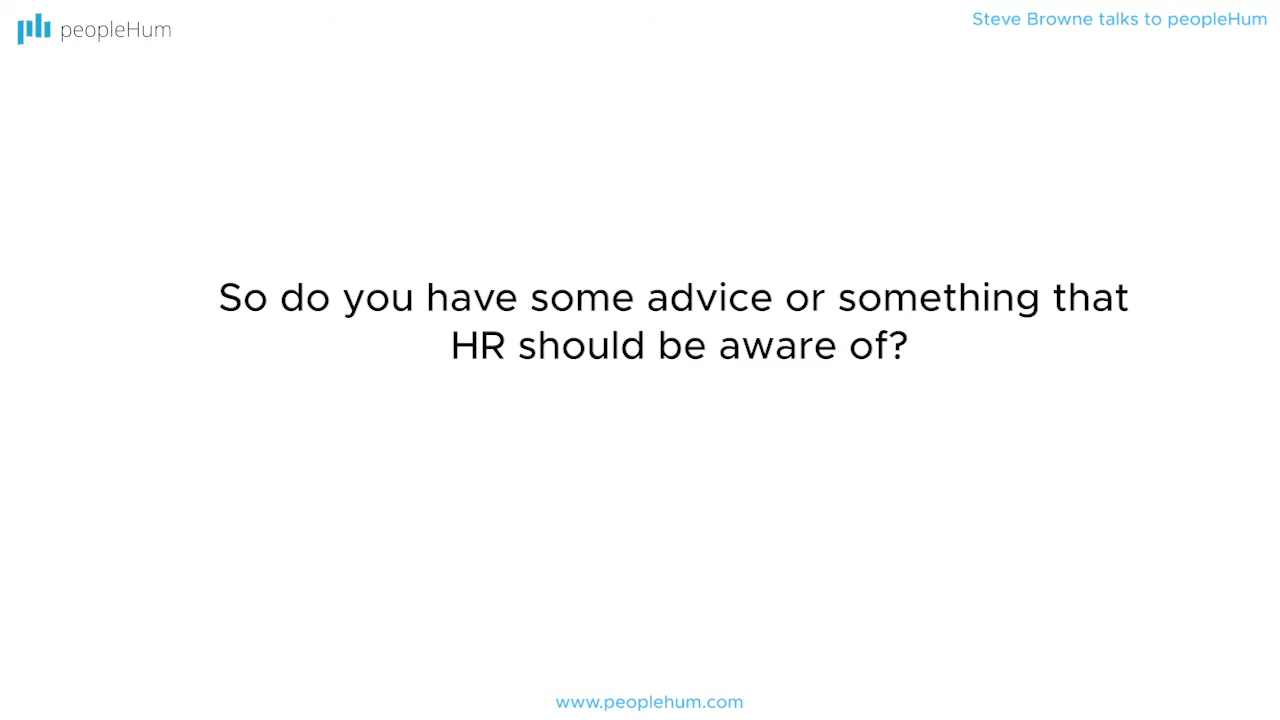 peopleHum
Steve Browne talks to peopleHum
So do you have some advice or something that
HR should be aware of?
www.peoplehum.com